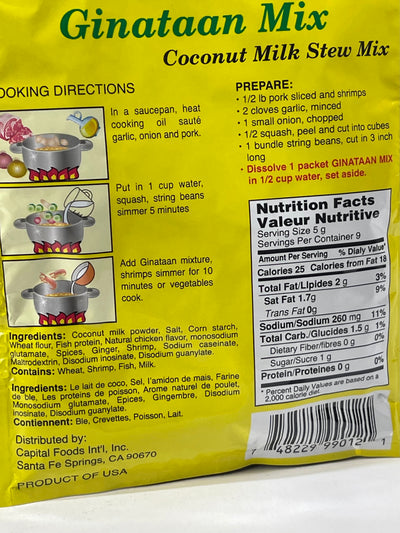 Ginataan Mix
Coconut Milk Stew Mix
OOKING DIRECTIONS
In a saucepan, heat
cooking oil sauté
garlic, onion and pork.
Put in 1 cup water,
squash, string beans
simmer 5 minutes
Add Ginataan mixture,
shrimps simmer for 10
minutes or vegetables
cook.
PREPARE:
• 1/2 lb pork sliced and shrimps
• 2 cloves garlic, minced
• 1 small onion, chopped
• 1/2 squash, peel and cut into cubes
• 1 bundle string beans, cut in 3 inch
long
• Dissolve 1 packet GINATAAN MIX
in 1/2 cup water, set aside.
Nutrition Facts
Valeur Nutritive
Serving Size 5 g
Servings Per Container 9
Amount Per Serving % Dialy Value*
Calories 25 Calories from Fat 18
Total Fat/Lipides 2 g 3%
Sat Fat 1.7g 9%
Trans Fat 0g
Sodium/Sodium 260 mg 11%
Total Carb./Glucides 1.5 g 1%
Dietary Fiber/fibres 0 g 0%
Sugar/Sucre 1 g
Protein/Protéins 0 g 0%
* Percent Daily Values are based on a
2,000 calorie diet.
Ingredients: Coconut milk powder, Salt, Corn starch,
Wheat flour, Fish protein, Natural chicken flavor, monosodium
glutamate, Spices, Ginger, Shrimp, Sodium caseinate,
Maltrodextrin, Disodium inosinate, Disodium guanylate.
Contains: Wheat, Shrimp, Fish, Milk.
Ingredients: Le lait de coco, Sel, l'amidon de mais, Farine
de ble, Les protéins de poisson, Arome naturel de poulet,
Monosodium glutamate, Epices, Gingembre, Disodium
inosinate, Disodium guanylate.
Contiennent: Ble, Crevettes, Poisson, Lait.
Distributed by:
Capital Foods Int'l, Inc.
Santa Fe Springs, CA 90670
PRODUCT OF USA
7 48229 99012 1